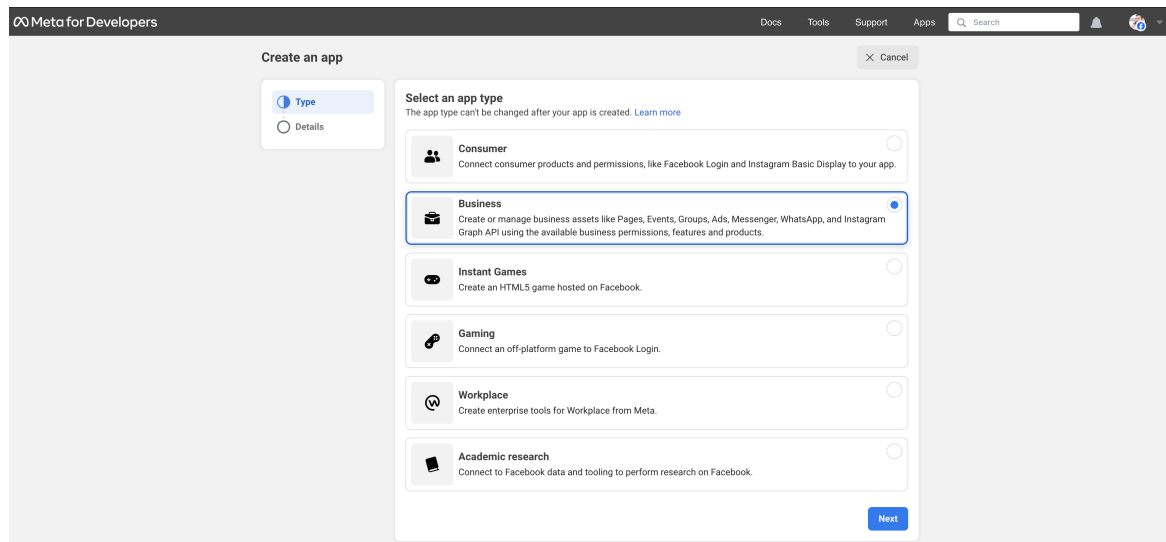 Meta for Developers
Docs Tools Support Apps Search
Create an app
Cancel
Type
Details
Select an app type
The app type can't be changed after your app is created. Learn more
Consumer
Connect consumer products and permissions, like Facebook Login and Instagram Basic Display to your app.
Business
Create or manage business assets like Pages, Events, Groups, Ads, Messenger, WhatsApp, and Instagram
Graph API using the available business permissions, features and products.
Instant Games
Create an HTML5 game hosted on Facebook.
Gaming
Connect an off-platform game to Facebook Login.
Workplace
Create enterprise tools for Workplace from Meta.
Academic research
Connect to Facebook data and tooling to perform research on Facebook.
Next